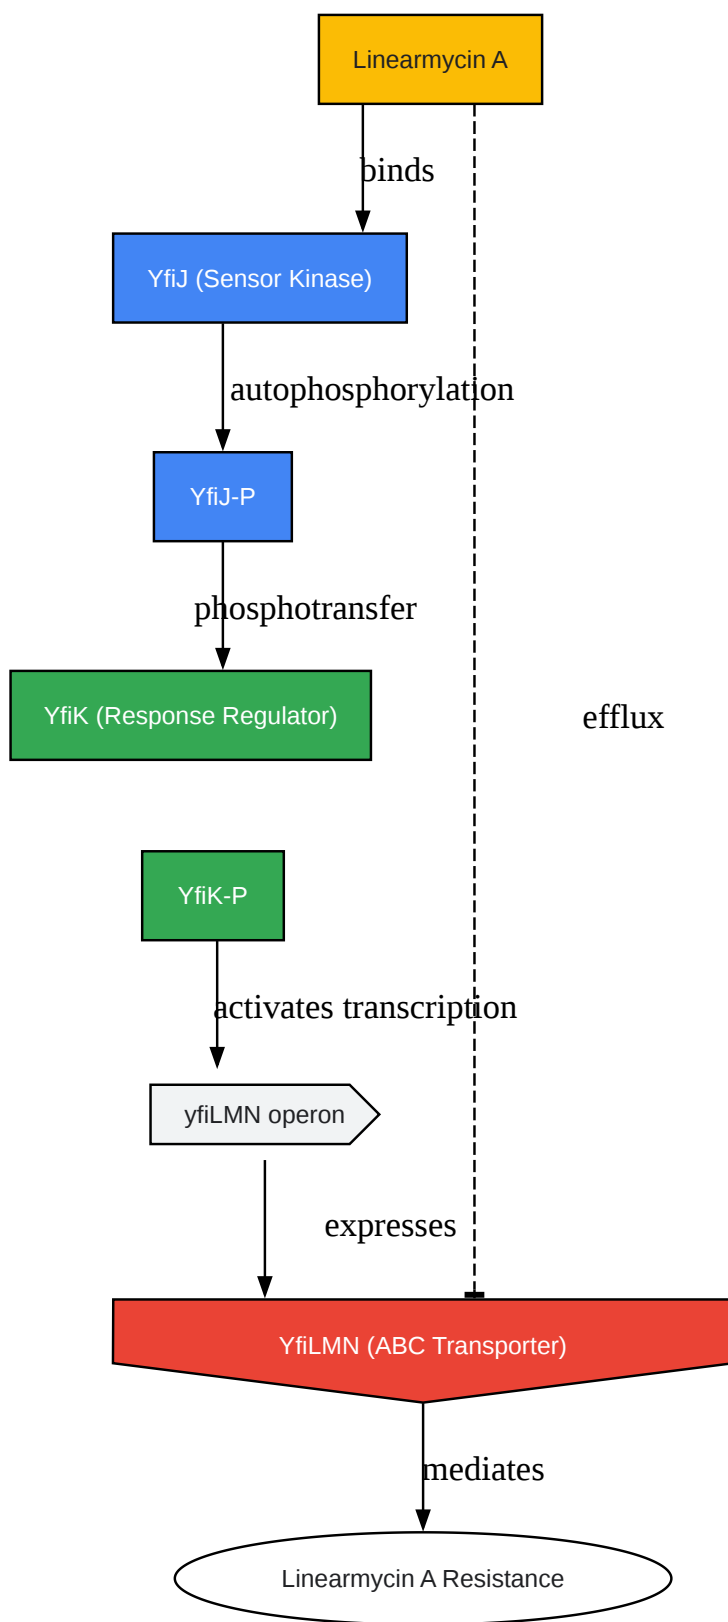 Linearmycin A
binds
YfiJ (Sensor Kinase)
autophosphorylation
YfiJ-P
phosphotransfer
YfiK (Response Regulator)
efflux
YfiK-P
activates transcription
yfiLMN operon
expresses
YfiLMN (ABC Transporter)
mediates
Linearmycin A Resistance